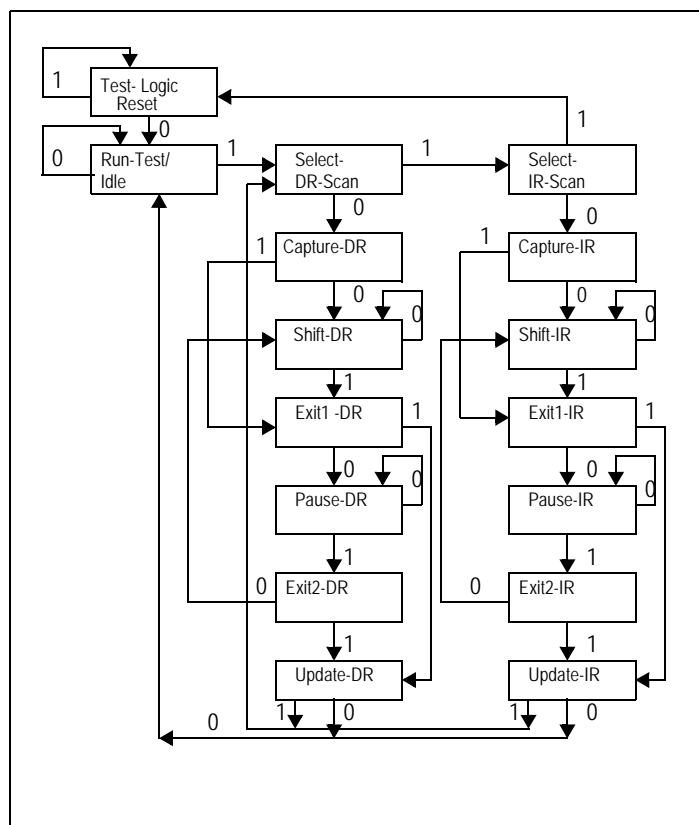 1
Test- Logic
Reset
0
0
Run-Test/
Idle
1
Select-
DR-Scan
1
Select-
IR-Scan
1
0
0
1
Capture-DR
1
Capture-IR
0
0
0
0
Shift-DR
Shift-IR
1
1
Exit1 -DR
1
Exit1-IR
1
0
0
0
0
Pause-DR
Pause-IR
1
1
0
Exit2-DR
0
Exit2-IR
1
1
Update-DR
Update-IR
0
1
0
1
0